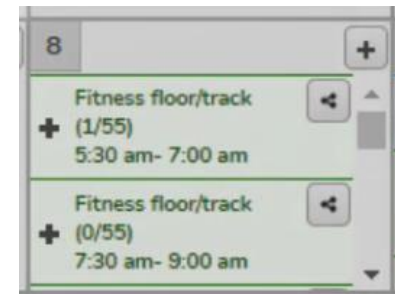 8
Fitness floor/track
(1/55)
5:30 am- 7:00 am
Fitness floor/track
(0/55)
7:30 am- 9:00 am